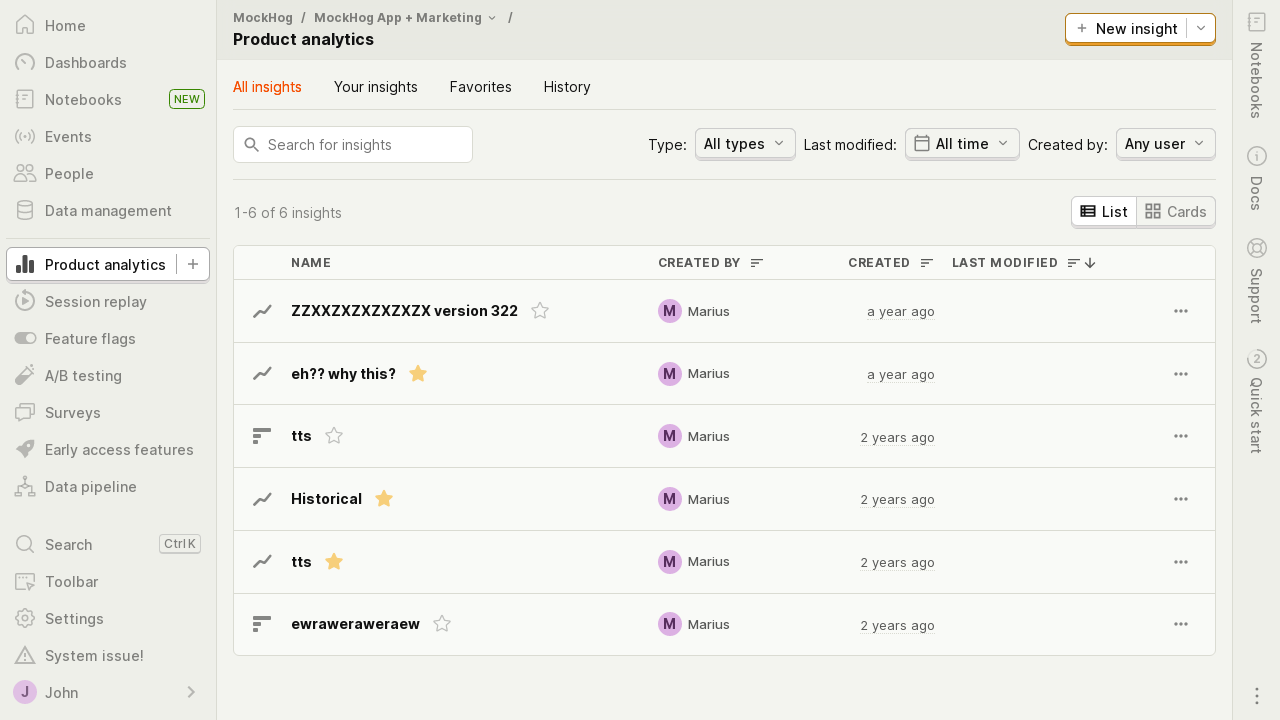 Home
Dashboards
Notebooks NEW
Events
People
Data management
Product analytics
Session replay
Feature flags
A/B testing
Surveys
Early access features
Data pipeline
Search Ctrl K
Toolbar
Settings
System issue!
J John
MockHog / MockHog App + Marketing /
Product analytics
New insight
All insights Your insights Favorites History
Search for insights
Type: All types Last modified: All time Created by: Any user
1-6 of 6 insights
List Cards
NAME CREATED BY CREATED LAST MODIFIED
ZZXXZXZXZXZXZX version 322 M Marius a year ago
eh?? why this? M Marius a year ago
tts M Marius 2 years ago
Historical M Marius 2 years ago
tts M Marius 2 years ago
ewraweraweraew M Marius 2 years ago
Notebooks
Docs
Support
2 Quick start